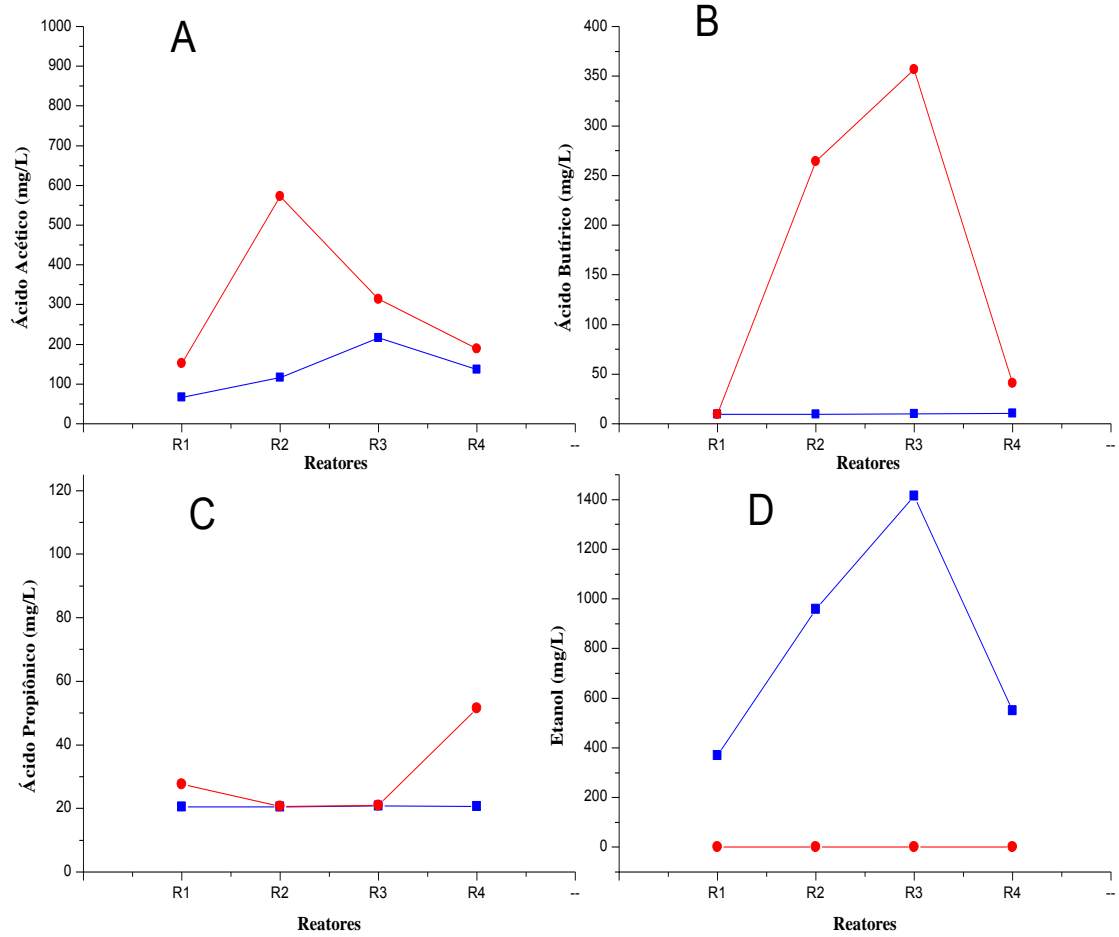 A
Ácido Acético (mg/L)
1000
900
800
700
600
500
400
300
200
100
0
R1 R2 R3 R4 --
Reatores
B
Ácido Butírico (mg/L)
400
350
300
250
200
150
100
50
0
R1 R2 R3 R4 --
Reatores
C
Ácido Propiônico (mg/L)
120
100
80
60
40
20
0
R1 R2 R3 R4 --
Reatores
D
Etanol (mg/L)
1400
1200
1000
800
600
400
200
0
R1 R2 R3 R4 --
Reatores